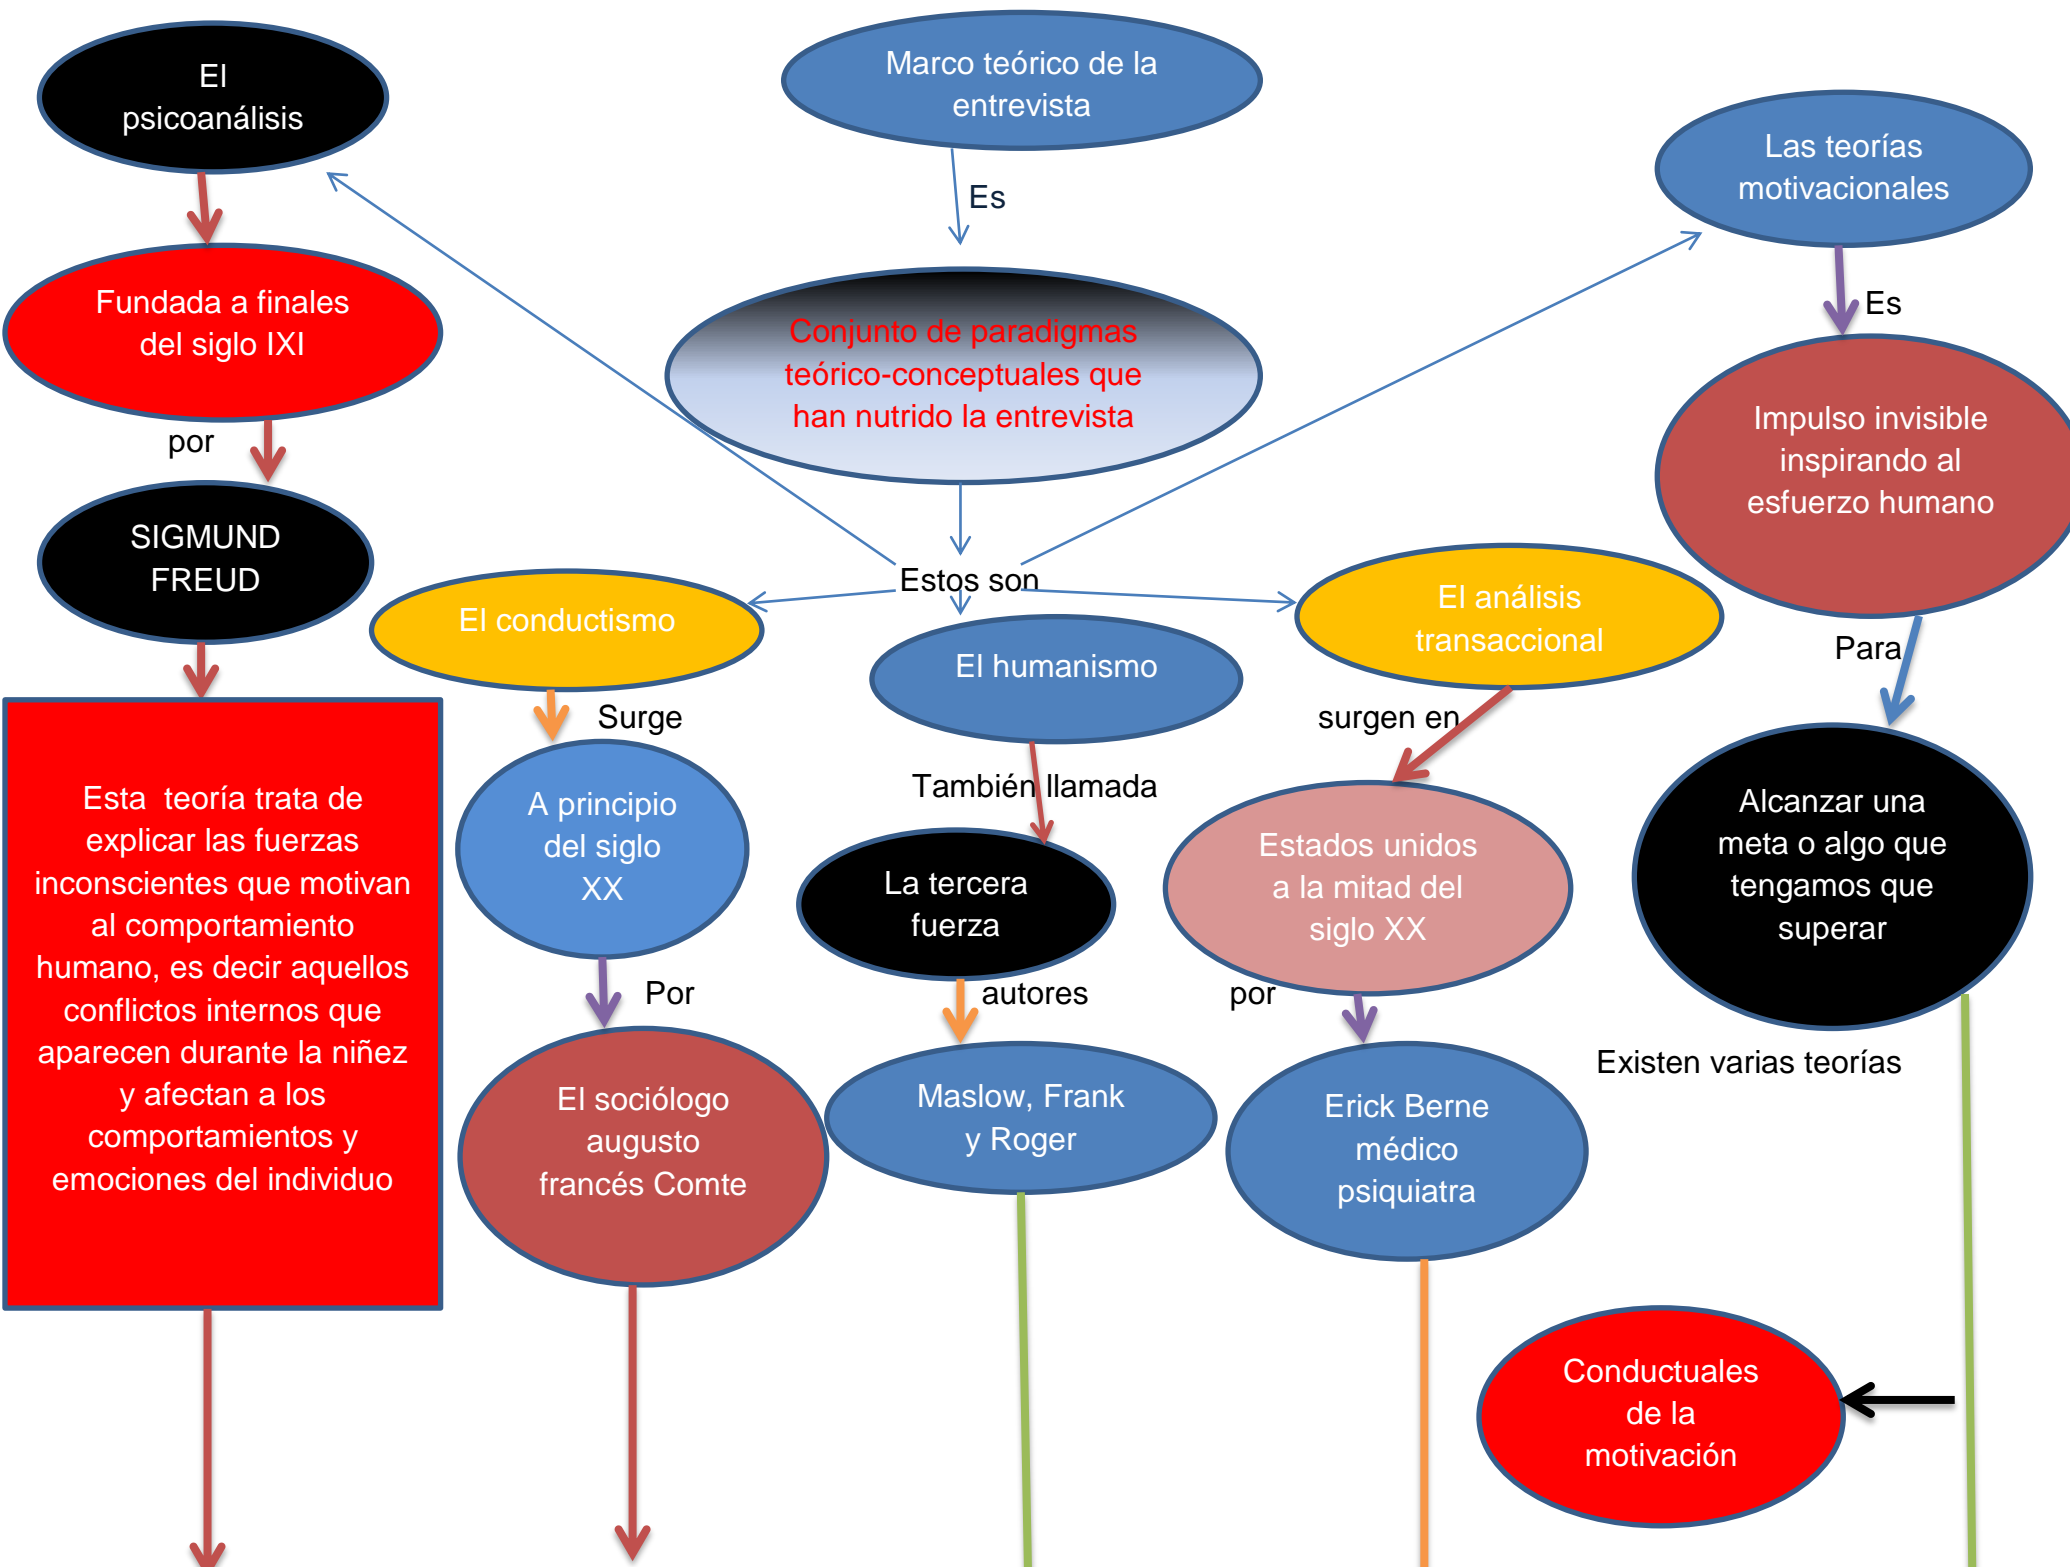 El
psicoanálisis
Marco teórico de la
entrevista
Las teorías
motivacionales
Es
Fundada a finales
del siglo IXI
Es
Conjunto de paradigmas
teórico-conceptuales que
han nutrido la entrevista
por
Impulso invisible
inspirando al
esfuerzo humano
SIGMUND
FREUD
Estos son
El conductismo
El humanismo
El análisis
transaccional
Para
Surge
También llamada
surgen en
Esta  teoría trata de
explicar las fuerzas
inconscientes que motivan
al comportamiento
humano, es decir aquellos
conflictos internos que
aparecen durante la niñez
y afectan a los
comportamientos y
emociones del individuo
A principio
del siglo
XX
La tercera
fuerza
Estados unidos
a la mitad del
siglo XX
Alcanzar una
meta o algo que
tengamos que
superar
Por
autores
por
Existen varias teorías
El sociólogo
augusto
francés Comte
Maslow, Frank
y Roger
Erick Berne
médico
psiquiatra
Conductuales
de la
motivación